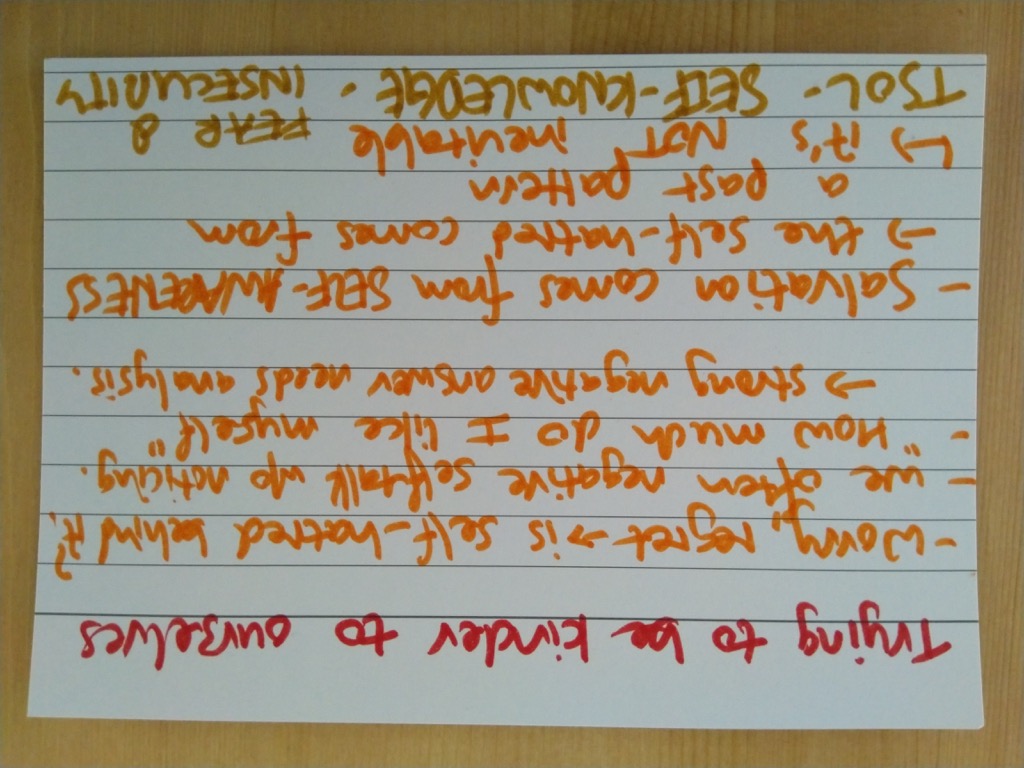 Trying to be kinder to ourselves
- Worry, regret → is self-hatred behind it?
- "We often negative selftalk w/o noticing.
- "How much do I like myself"
→ strong negative answer needs analysis.
- Salvation comes from SELF-AWARENESS
→ the self-hatred comes from
a past pattern
↳ it's NOT inevitable
TSOL - SELF-KNOWLEDGE · FEAR &
INSECURITY